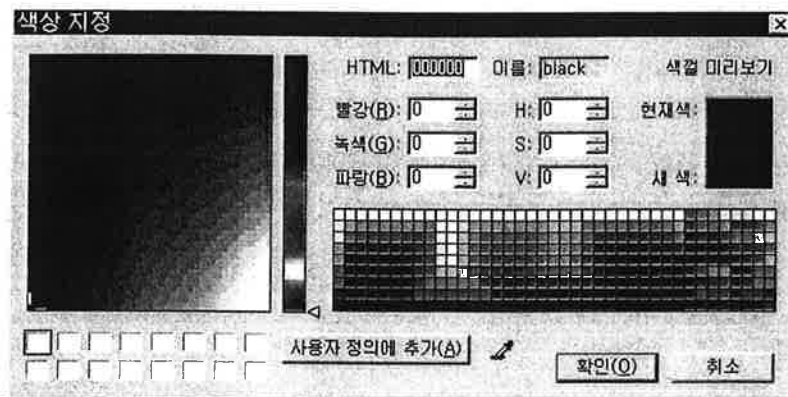 색상 지정
HTML: 000000 이름: black 색깔 미리보기
빨강(R): 0 H: 0 현재색:
녹색(G): 0 S: 0
파랑(B): 0 V: 0 새 색:
사용자 정의에 추가(A)
확인(O) 취소